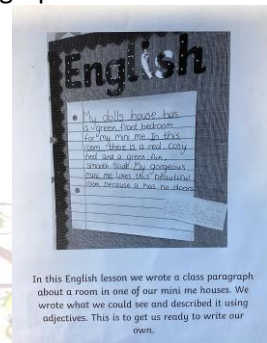 English
My dolls house has
a green, front bedroom
for my mini me. In this
room there is a red, cosy
bed and a green, fun,
smooth slide. My gorgeous
mini me likes this beautiful
room because it has no door
In this English lesson we wrote a class paragraph
about a room in one of our mini me houses. We
wrote what we could see and described it using
adjectives. This is to get us ready to write our
own.